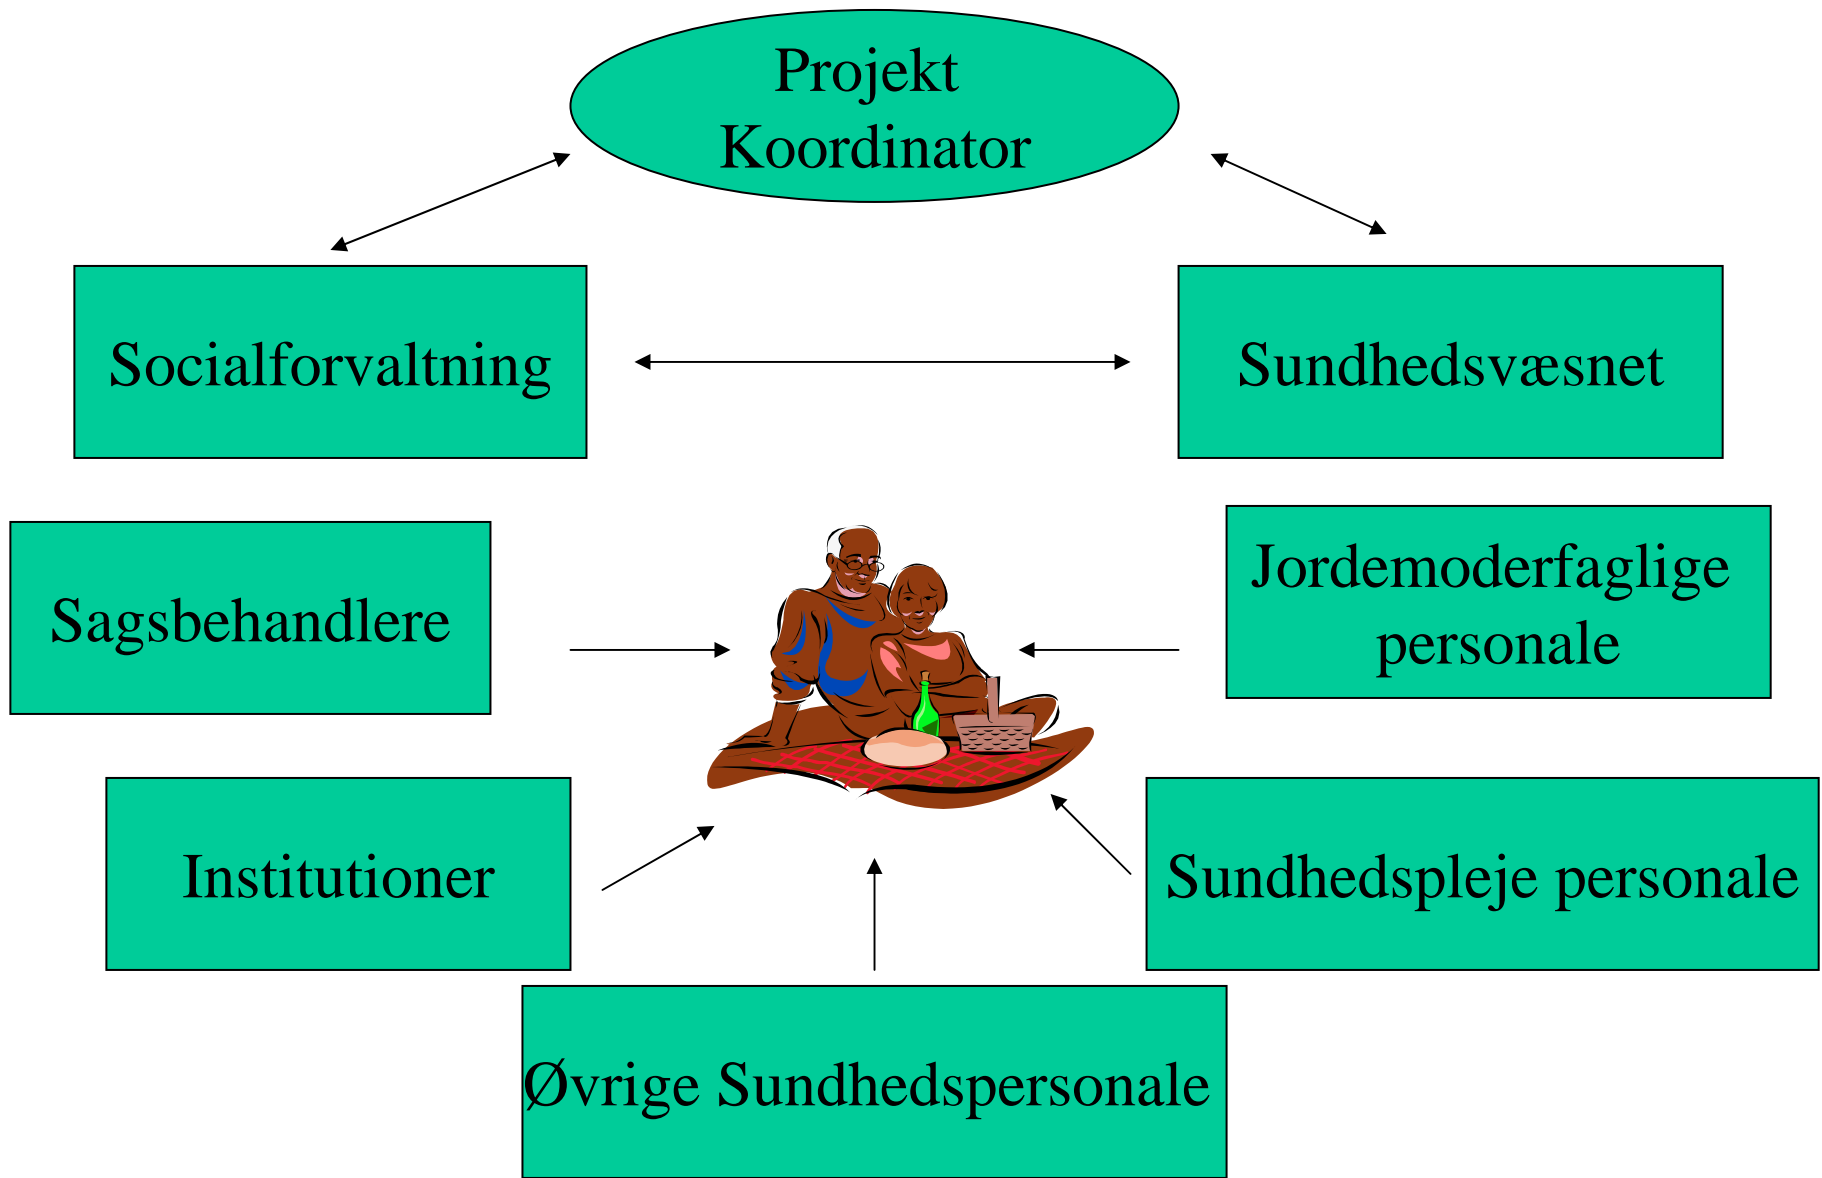 Projekt
Koordinator
Socialforvaltning
Sundhedsvæsnet
Sagsbehandlere
Jordemoderfaglige
personale
Institutioner
Sundhedspleje personale
Øvrige Sundhedspersonale